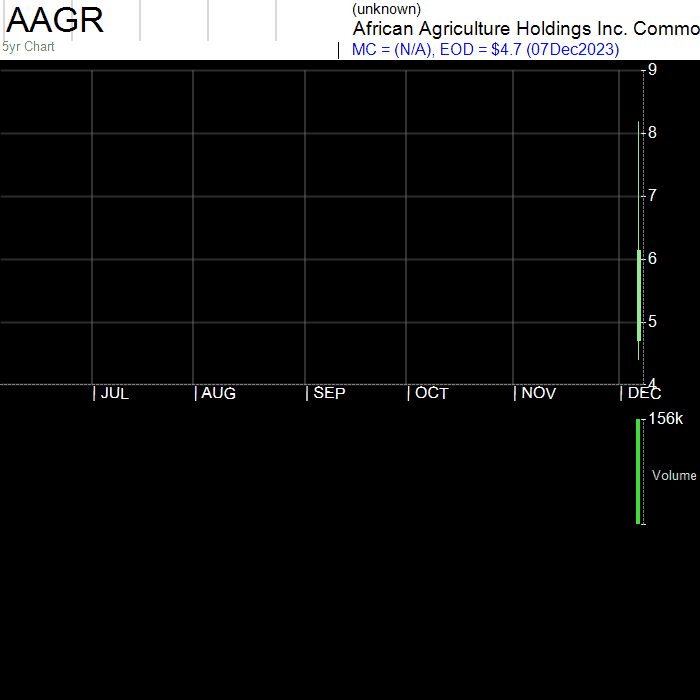 AAGR
(unknown)
African Agriculture Holdings Inc. Commo
5yr Chart
| MC = (N/A), EOD = $4.7 (07Dec2023)
9
8
7
6
5
4
| JUL | AUG | SEP | OCT | NOV | DEC
156k
Volume